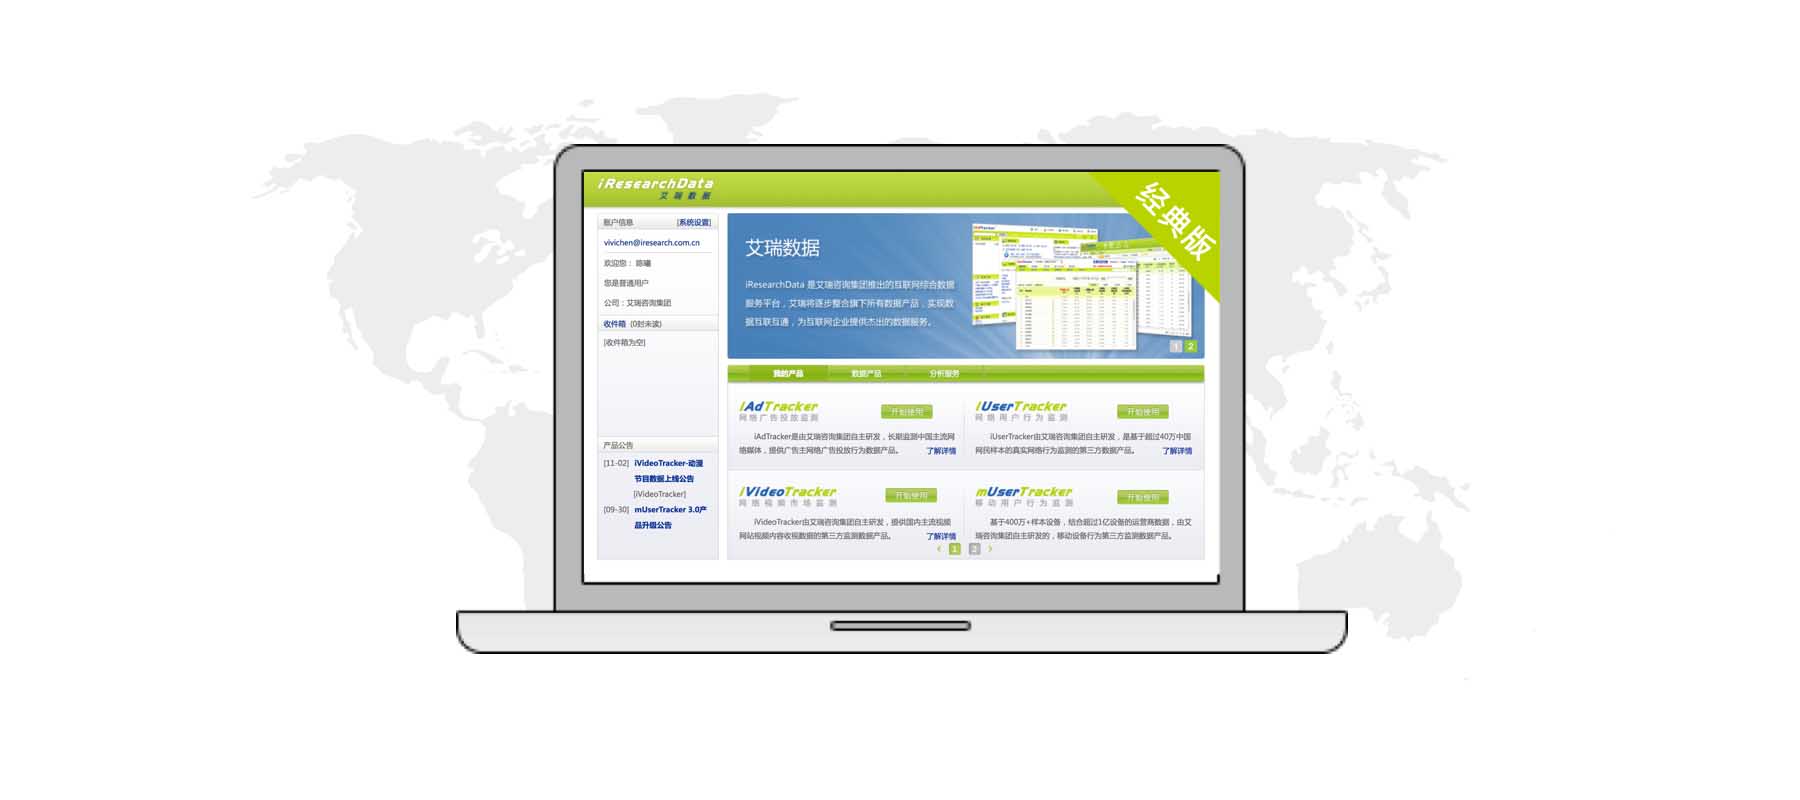 iResearchData
艾瑞数据
经典版
账户信息 [系统设置]
vivichen@iresearch.com.cn
欢迎您： 陈曦
您是普通用户
公司：艾瑞咨询集团
收件箱 (0封未读)
[收件箱为空]
产品公告
[11-02] iVideoTracker-动漫
节目数据上线公告
[iVideoTracker]
[09-30] mUserTracker 3.0产
品升级公告
艾瑞数据
iResearchData 是艾瑞咨询集团推出的互联网综合数据
服务平台，艾瑞将逐步整合旗下所有数据产品，实现数
据互联互通，为互联网企业提供杰出的数据服务。
1 2
我的产品 数据产品 分析服务
iAdTracker 开始使用
网络广告投放监测
iAdTracker是由艾瑞咨询集团自主研发，长期监测中国主流网
络媒体，提供广告主网络广告投放行为数据产品。 了解详情
iUserTracker 开始使用
网络用户行为监测
iUserTracker由艾瑞咨询集团自主研发，是基于超过40万中国
网民样本的真实网络行为监测的第三方数据产品。 了解详情
iVideoTracker 开始使用
网络视频市场监测
iVideoTracker由艾瑞咨询集团自主研发，提供国内主流视频
网站视频内容收视数据的第三方监测数据产品。 了解详情
mUserTracker 开始使用
移动用户行为监测
基于400万+样本设备，结合超过1亿设备的运营商数据，由艾
瑞咨询集团自主研发的，移动设备行为第三方监测数据产品。
‹ 1 2 ›